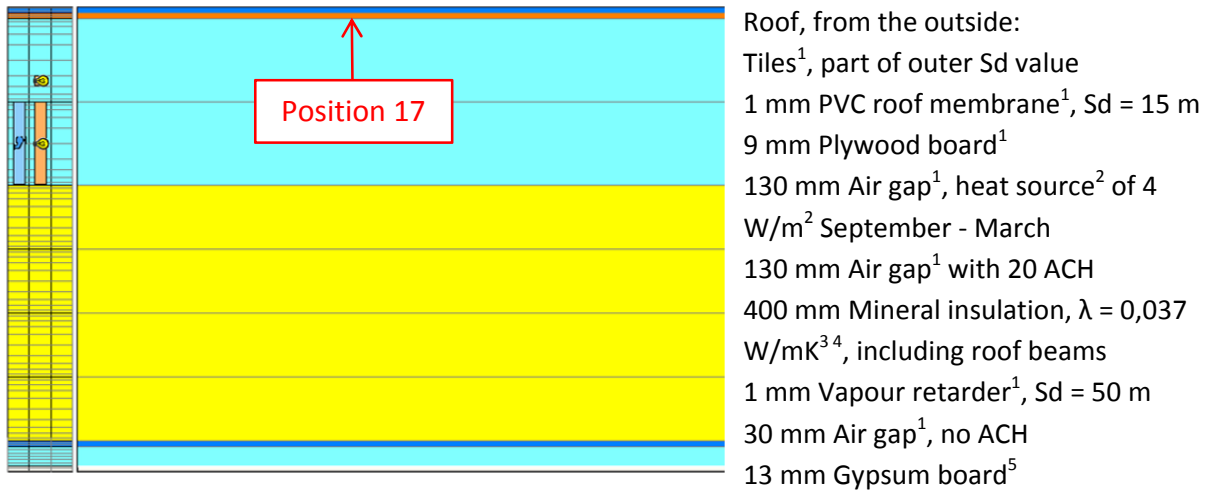 Position 17
Roof, from the outside:
Tiles¹, part of outer Sd value
1 mm PVC roof membrane¹, Sd = 15 m
9 mm Plywood board¹
130 mm Air gap¹, heat source² of 4
W/m² September - March
130 mm Air gap¹ with 20 ACH
400 mm Mineral insulation, λ = 0,037
W/mK³ ⁴, including roof beams
1 mm Vapour retarder¹, Sd = 50 m
30 mm Air gap¹, no ACH
13 mm Gypsum board⁵